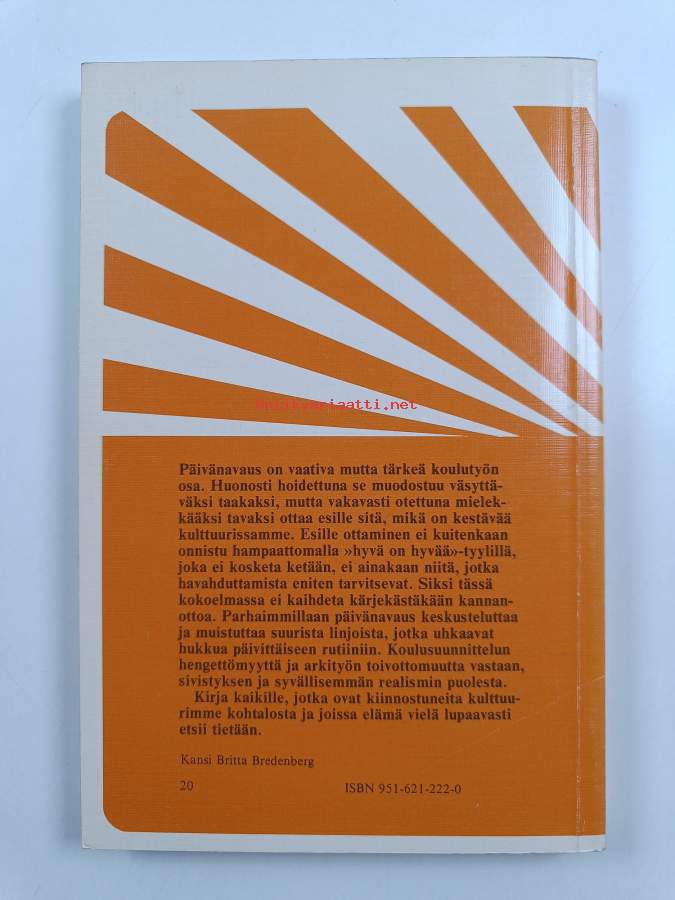 antikvariaatti.net
Päivänavaus on vaativa mutta tärkeä koulutyön
osa. Huonosti hoidettuna se muodostuu väsyttä-
väksi taakaksi, mutta vakavasti otettuna mielek-
kääksi tavaksi ottaa esille sitä, mikä on kestävää
kulttuurissamme. Esille ottaminen ei kuitenkaan
onnistu hampaattomalla »hyvä on hyvää»-tyylillä,
joka ei kosketa ketään, ei ainakaan niitä, jotka
havahduttamista eniten tarvitsevat. Siksi tässä
kokoelmassa ei kaihdeta kärjekästäkään kannan-
ottoa. Parhaimmillaan päivänavaus keskusteluttaa
ja muistuttaa suurista linjoista, jotka uhkaavat
hukkua päivittäiseen rutiiniin. Koulusuunnittelun
hengettömyyttä ja arkityön toivottomuutta vastaan,
sivistyksen ja syvällisemmän realismin puolesta.
Kirja kaikille, jotka ovat kiinnostuneita kulttuu-
rimme kohtalosta ja joissa elämä vielä lupaavasti
etsii tietään.
Kansi Britta Bredenberg
20 ISBN 951-621-222-0